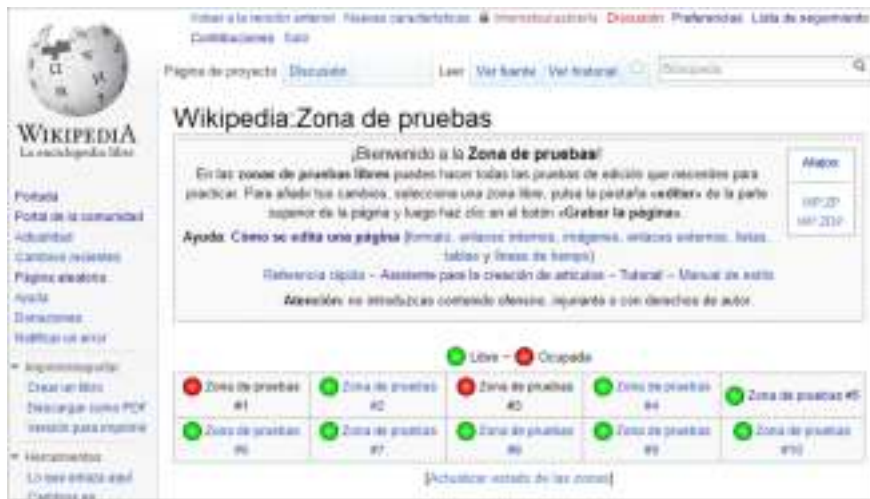 Volver a la versión anterior Nuevas características Discusión Preferencias Lista de seguimiento
Contribuciones Salir
Página de proyecto Discusión Leer Ver fuente Ver historial Búsqueda
WIKIPEDIA
La enciclopedia libre
Wikipedia:Zona de pruebas
¡Bienvenido a la Zona de pruebas!
En las zonas de pruebas libres puedes hacer todas las pruebas de edición que necesites para
practicar. Para añadir tus cambios, selecciona una zona libre, pulsa la pestaña «editar» de la parte
superior de la página y luego haz clic en el botón «Grabar la página».
Ayuda: Cómo se edita una página (formato, enlaces internos, imágenes, enlaces externos, listas,
tablas y líneas de tiempo)
Referencia rápida – Asistente para la creación de artículos – Tutorial – Manual de estilo
Atención: no introduzcas contenido ofensivo, injuriante o con derechos de autor.
Atajos
WP:ZP
WP:ZDP
Portada
Portal de la comunidad
Actualidad
Cambios recientes
Página aleatoria
Ayuda
Donaciones
Notificar un error
Imprimir/exportar
Crear un libro
Descargar como PDF
Versión para imprimir
Herramientas
Lo que enlaza aquí
Cambios en
Libre – Ocupada
Zona de pruebas #1
Zona de pruebas #2
Zona de pruebas #3
Zona de pruebas #4
Zona de pruebas #5
Zona de pruebas #6
Zona de pruebas #7
Zona de pruebas #8
Zona de pruebas #9
Zona de pruebas #10
[Actualizar estado de las zonas]